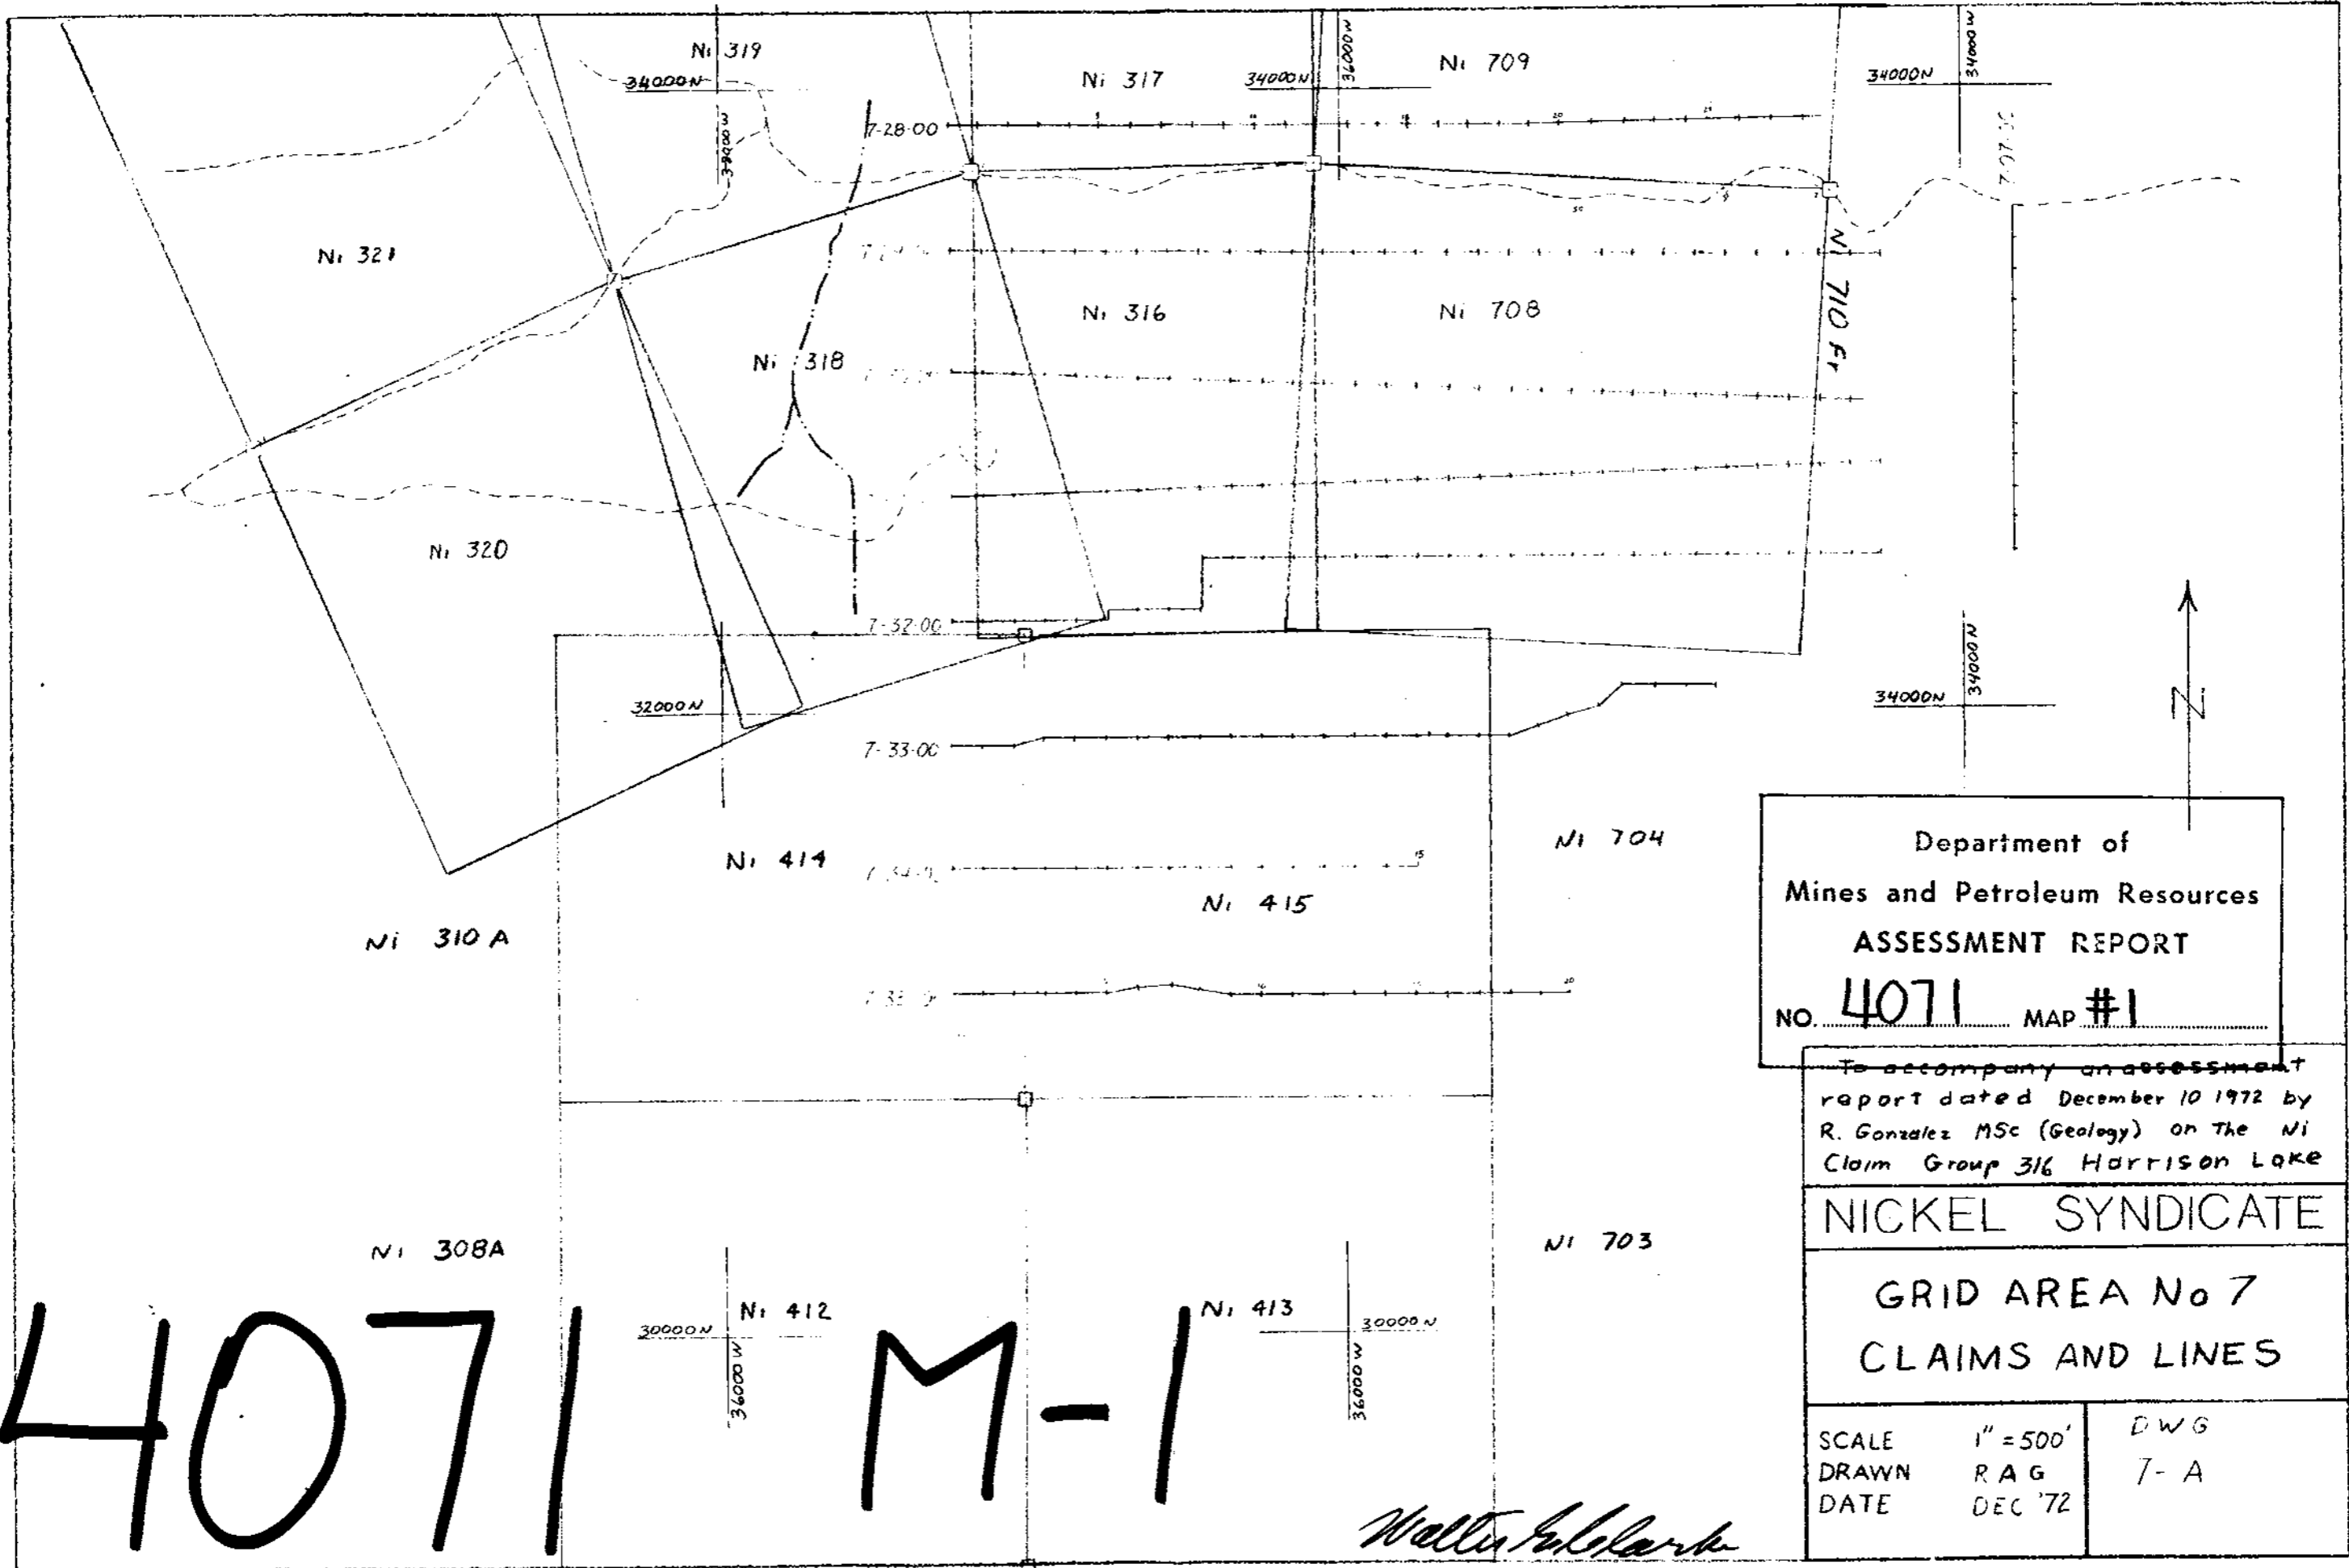 Ni 319
34000N
38000W
Ni 317
34000N
36000W
Ni 709
34000N
34000W
7-28-00
Ni 321
Ni 316
Ni 708
Ni 710 Fr
Ni 318
Ni 320
7-32-00
32000N
34000N
34000N
N
7-33-00
Ni 414
15
Ni 704
Ni 415
Ni 310 A
20
Department of
Mines and Petroleum Resources
ASSESSMENT REPORT
NO. 4071 MAP #1
To accompany an assessment
report dated December 10 1972 by
R. Gonzalez MSc (Geology) on The Ni
Claim Group 316 Harrison Lake
NICKEL SYNDICATE
Ni 308A
Ni 703
GRID AREA No 7
CLAIMS AND LINES
Ni 412
30000N
36000W
Ni 413
30000N
36000W
4071 M-1
SCALE 1" = 500'
DRAWN R A G
DATE DEC '72
DWG
7-A